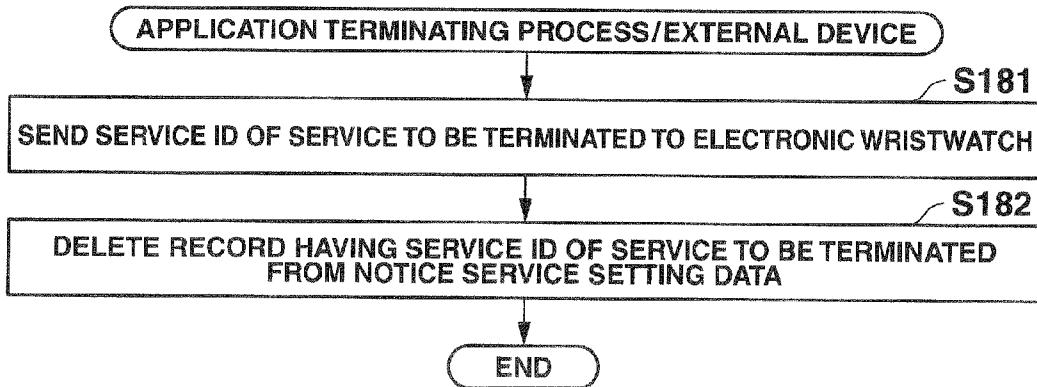 APPLICATION TERMINATING PROCESS/EXTERNAL DEVICE
S181
SEND SERVICE ID OF SERVICE TO BE TERMINATED TO ELECTRONIC WRISTWATCH
S182
DELETE RECORD HAVING SERVICE ID OF SERVICE TO BE TERMINATED
FROM NOTICE SERVICE SETTING DATA
END